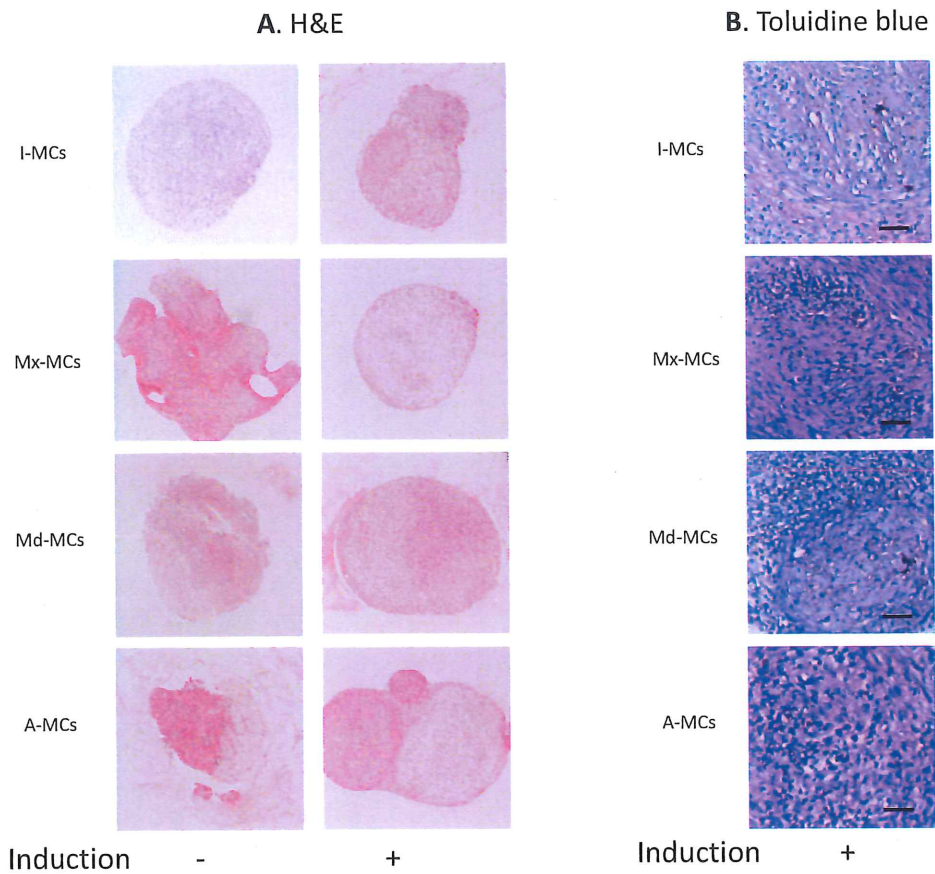 A. H&E
B. Toluidine blue
I-MCs
I-MCs
Mx-MCs
Mx-MCs
Md-MCs
Md-MCs
A-MCs
A-MCs
Induction - +
Induction +